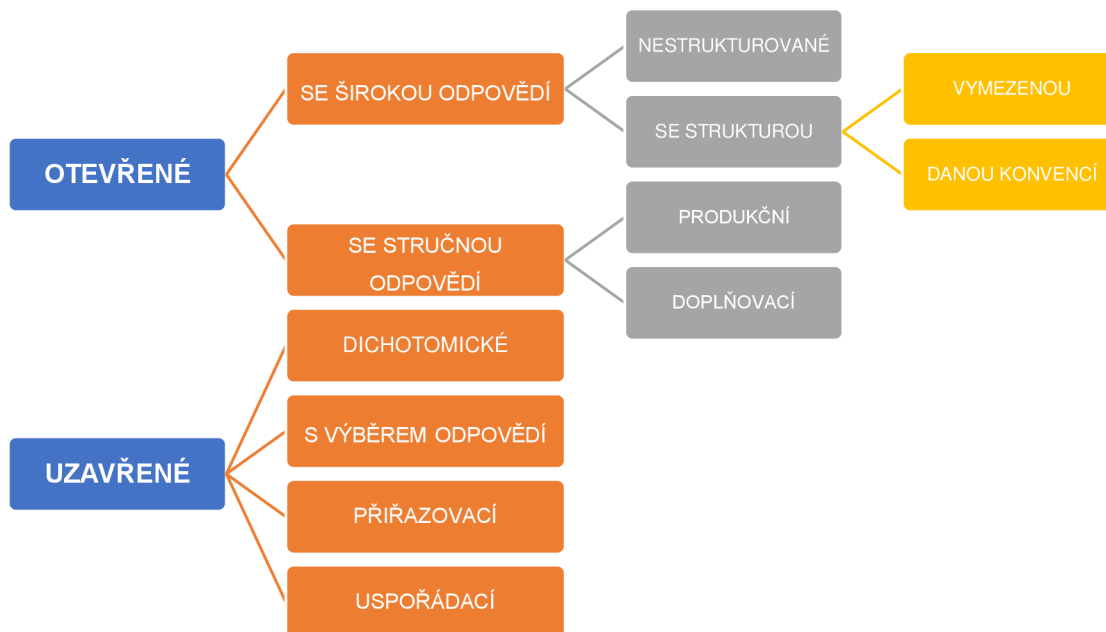 OTEVŘENÉ
SE ŠIROKOU ODPOVĚDÍ
NESTRUKTUROVANÉ
SE STRUKTUROU
VYMEZENOU
DANOU KONVENCÍ
SE STRUČNOU
ODPOVĚDÍ
PRODUKČNÍ
DOPLŇOVACÍ
UZAVŘENÉ
DICHOTOMICKÉ
S VÝBĚREM ODPOVĚDÍ
PŘIŘAZOVACÍ
USPOŘÁDACÍ